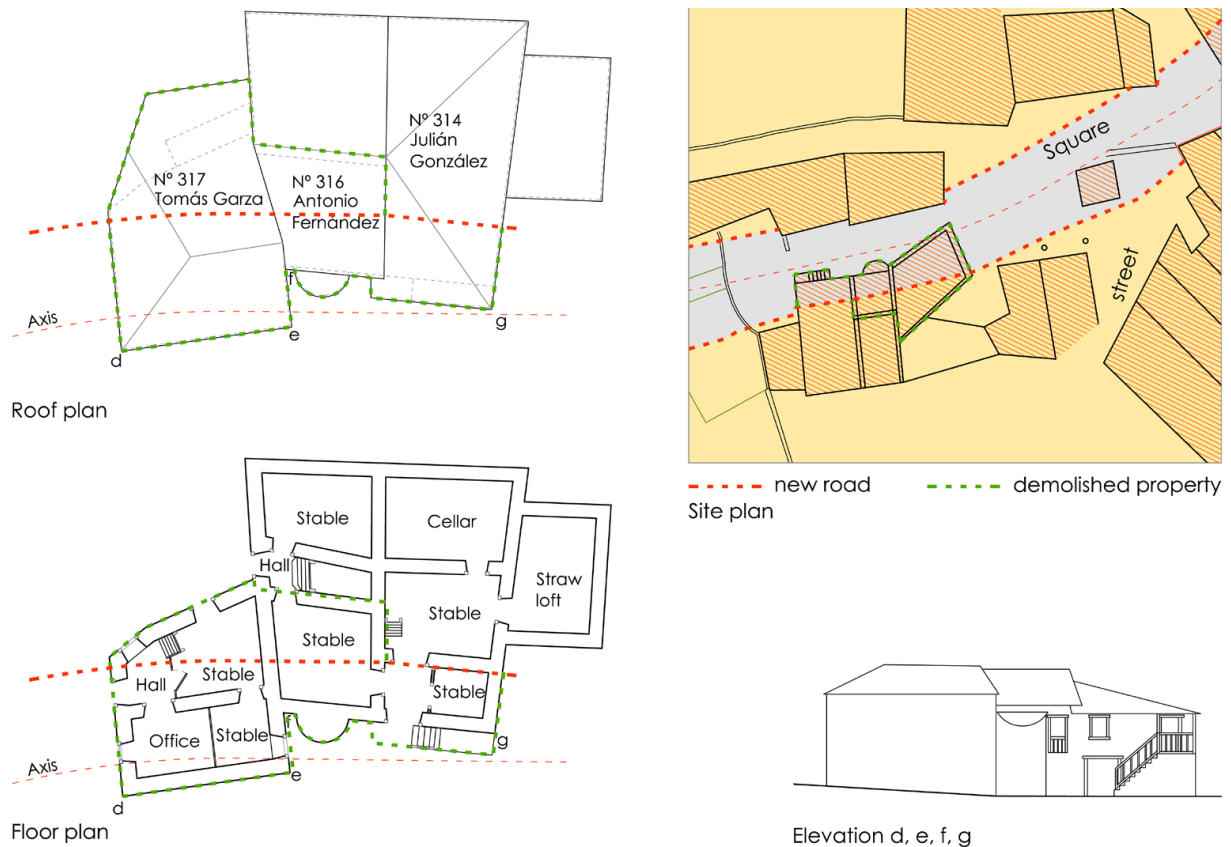 Nº 314
Julián
González
Nº 317
Tomás Garza
Nº 316
Antonio
Fernández
f
Axis
e
g
d
Roof plan
Square
street
new road
demolished property
Site plan
Stable
Cellar
Hall
Straw
loft
Stable
Stable
Hall
Stable
Stable
Office
Stable
f
g
Axis
e
d
Floor plan
Elevation d, e, f, g